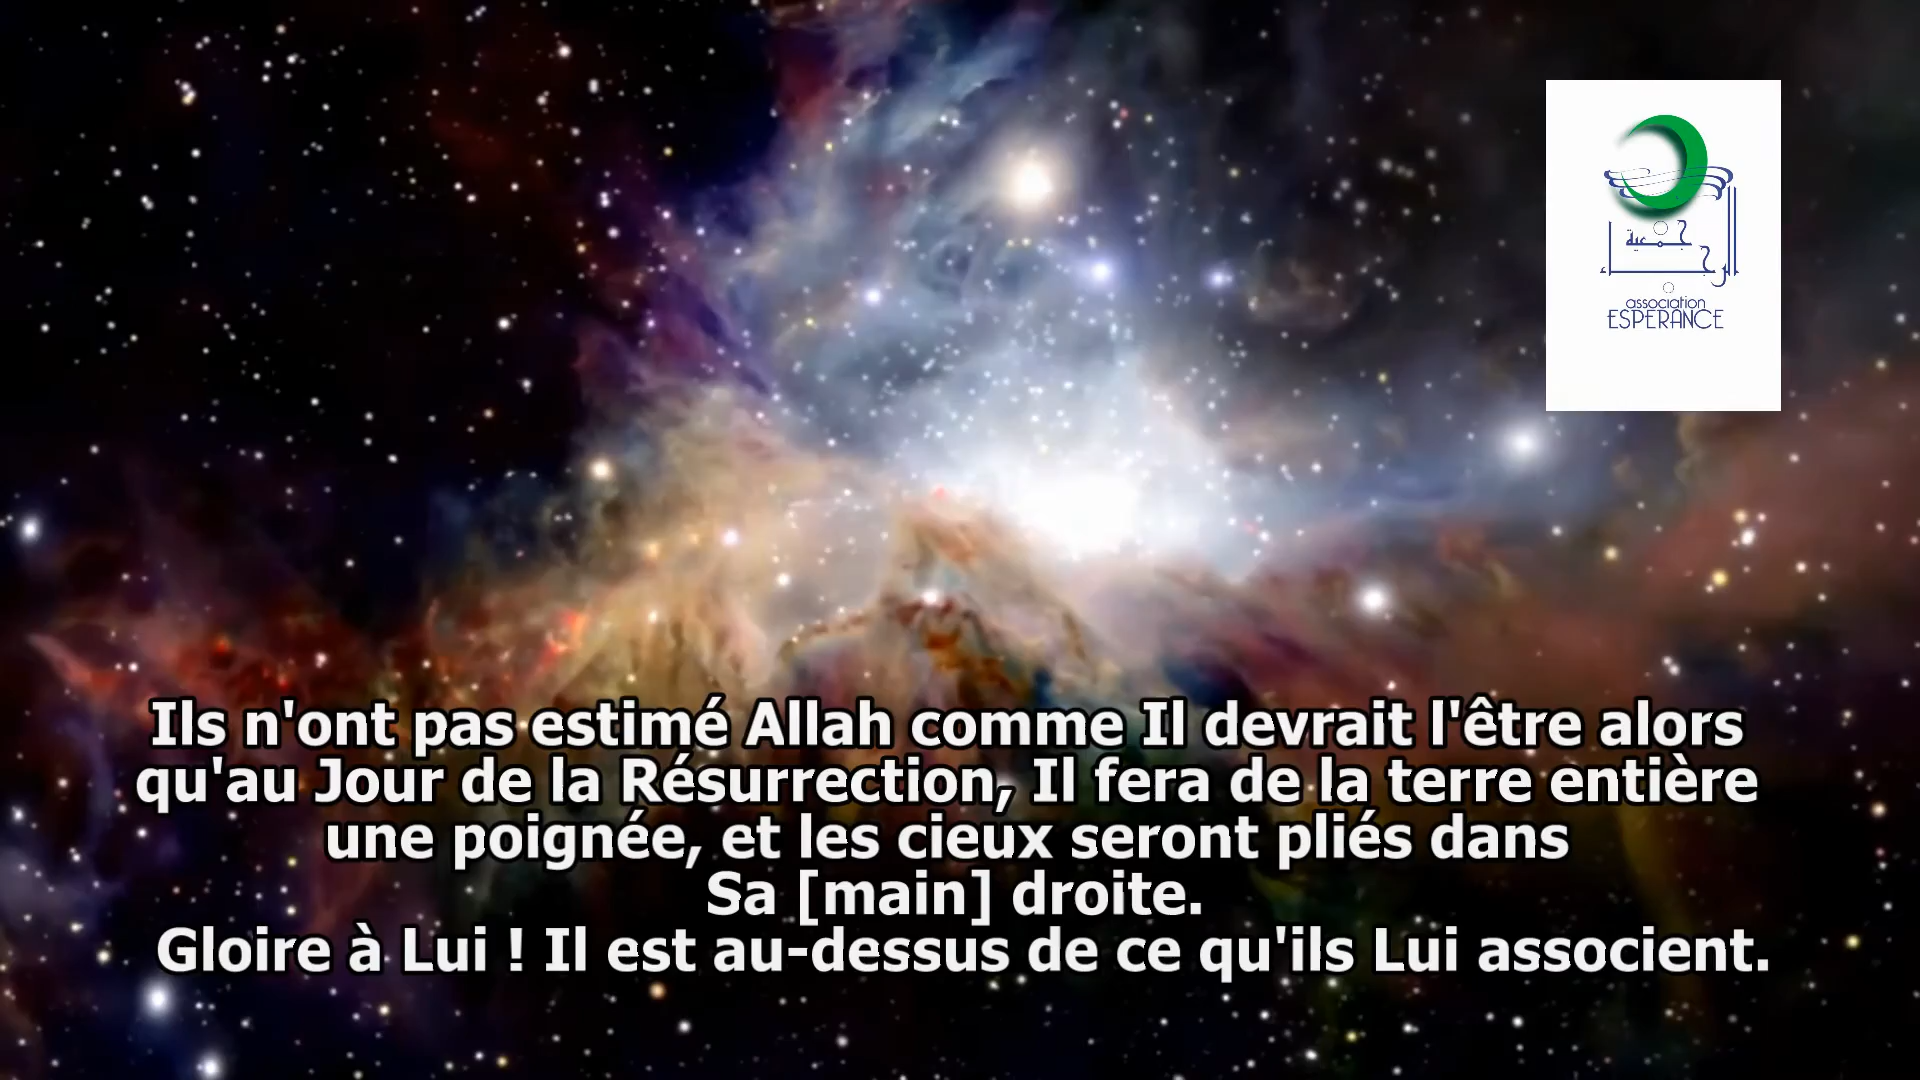 جمعية
الرجاء
association
ESPERANCE
Ils n'ont pas estimé Allah comme Il devrait l'être alors
qu'au Jour de la Résurrection, Il fera de la terre entière
une poignée, et les cieux seront pliés dans
Sa [main] droite.
Gloire à Lui ! Il est au-dessus de ce qu'ils Lui associent.